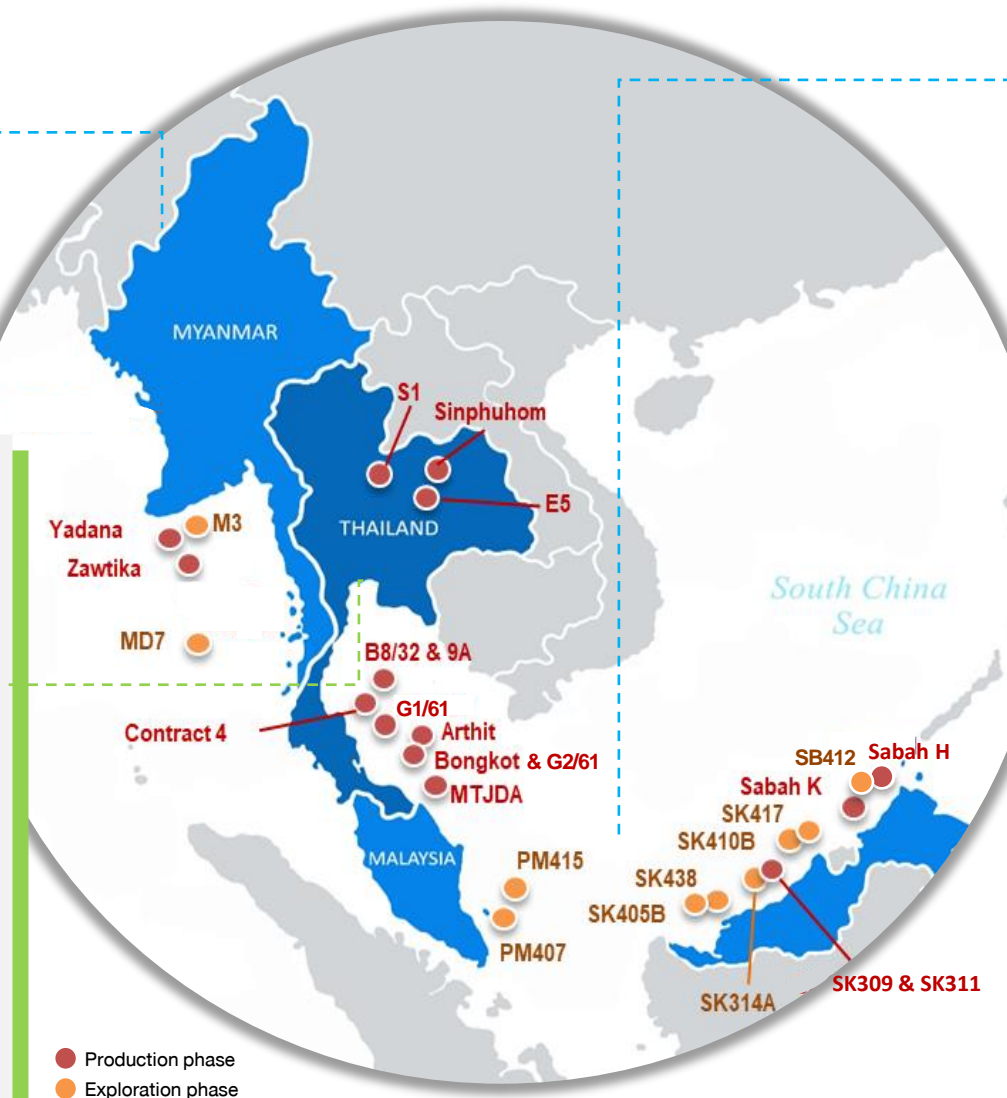 MYANMAR
S1
Sinphuhom
E5
THAILAND
Yadana
M3
Zawtika
MD7
South China
Sea
B8/32 & 9A
G1/61
Contract 4
Arthit
Bongkot & G2/61
MTJDA
SB412
Sabah H
Sabah K
SK417
SK410B
MALAYSIA
PM415
SK438
SK405B
PM407
SK309 & SK311
SK314A
Production phase
Exploration phase